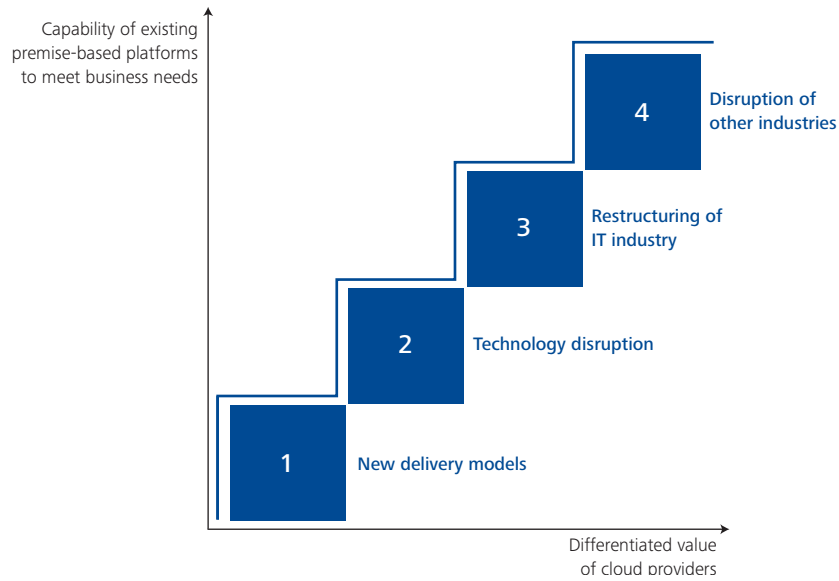 Capability of existing
premise-based platforms
to meet business needs
4
Disruption of
other industries
3
Restructuring of
IT industry
2
Technology disruption
1
New delivery models
Differentiated value
of cloud providers